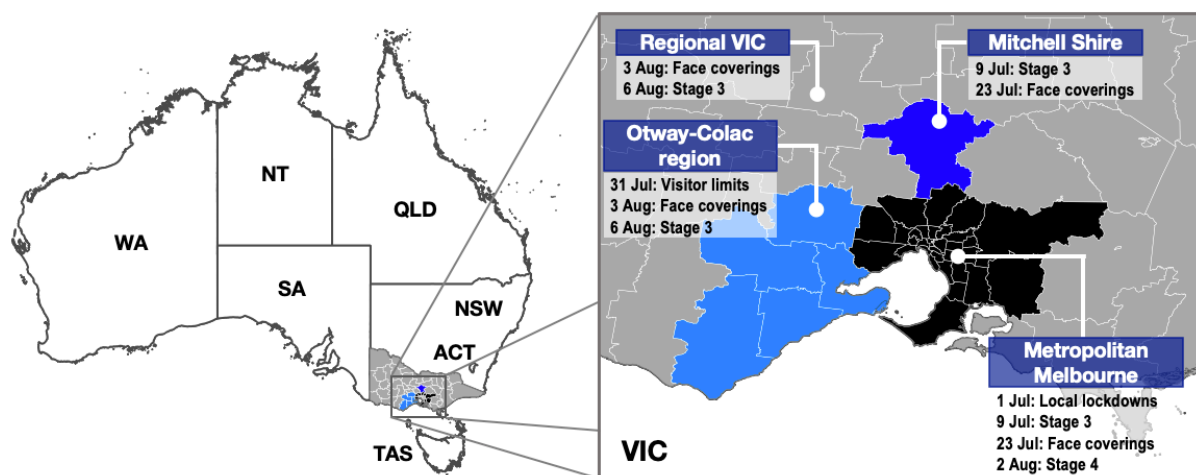 WA
NT
QLD
SA
NSW
ACT
TAS
Regional VIC
3 Aug: Face coverings
6 Aug: Stage 3
Mitchell Shire
9 Jul: Stage 3
23 Jul: Face coverings
Otway-Colac
region
31 Jul: Visitor limits
3 Aug: Face coverings
6 Aug: Stage 3
Metropolitan
Melbourne
1 Jul: Local lockdowns
9 Jul: Stage 3
23 Jul: Face coverings
2 Aug: Stage 4
VIC